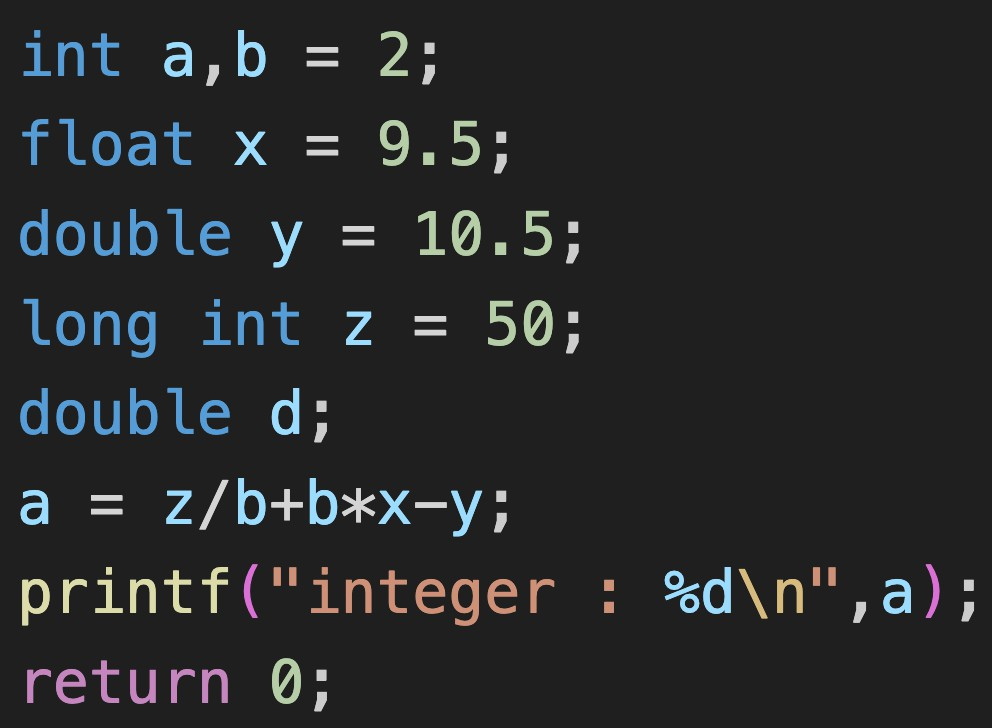 int a,b = 2;
float x = 9.5;
double y = 10.5;
long int z = 50;
double d;
a = z/b+b*x-y;
printf("integer : %d\n",a);
return 0;